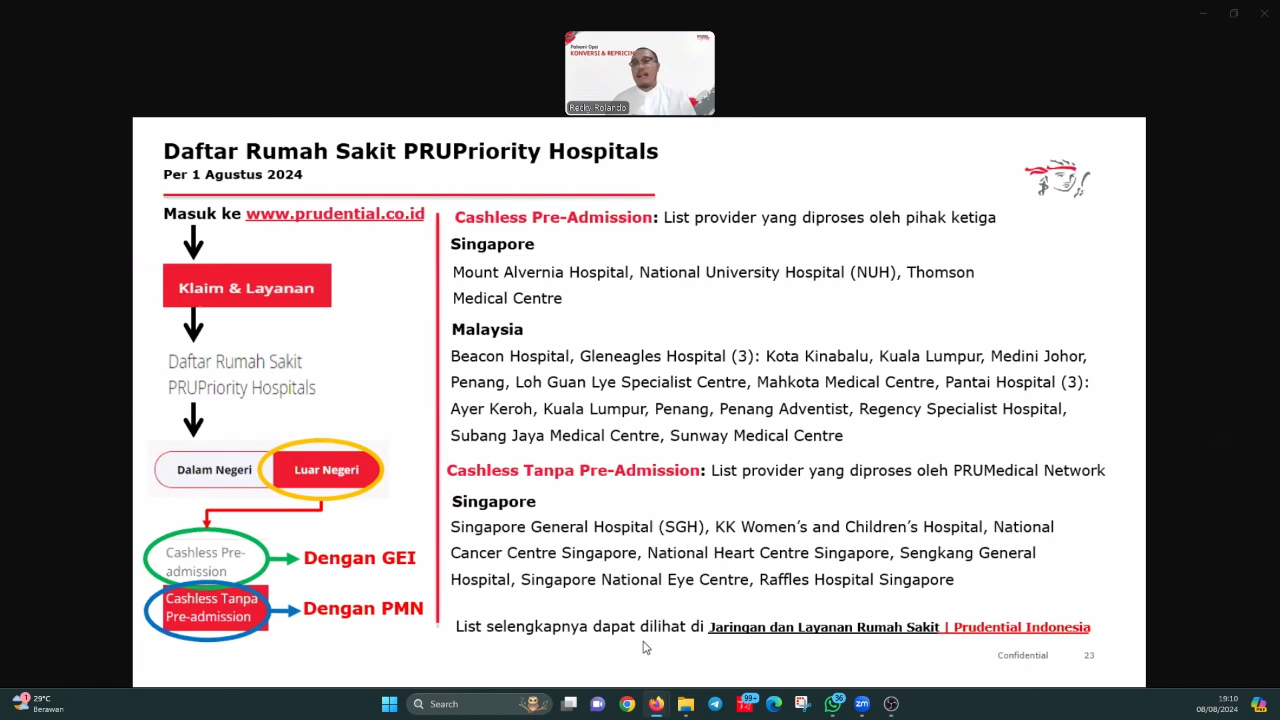 Pahami Opsi
KONVERSI & REPRICIN
Recky Rolando
Daftar Rumah Sakit PRUPriority Hospitals
Per 1 Agustus 2024
Masuk ke www.prudential.co.id
Klaim & Layanan
Daftar Rumah Sakit
PRUPriority Hospitals
Dalam Negeri
Luar Negeri
Cashless Pre-
admission
Dengan GEI
Cashless Tanpa
Pre-admission
Dengan PMN
Cashless Pre-Admission: List provider yang diproses oleh pihak ketiga
Singapore
Mount Alvernia Hospital, National University Hospital (NUH), Thomson
Medical Centre
Malaysia
Beacon Hospital, Gleneagles Hospital (3): Kota Kinabalu, Kuala Lumpur, Medini Johor,
Penang, Loh Guan Lye Specialist Centre, Mahkota Medical Centre, Pantai Hospital (3):
Ayer Keroh, Kuala Lumpur, Penang, Penang Adventist, Regency Specialist Hospital,
Subang Jaya Medical Centre, Sunway Medical Centre
Cashless Tanpa Pre-Admission: List provider yang diproses oleh PRUMedical Network
Singapore
Singapore General Hospital (SGH), KK Women’s and Children’s Hospital, National
Cancer Centre Singapore, National Heart Centre Singapore, Sengkang General
Hospital, Singapore National Eye Centre, Raffles Hospital Singapore
List selengkapnya dapat dilihat di Jaringan dan Layanan Rumah Sakit | Prudential Indonesia
Confidential 23
1
29°C
Berawan
Search
99+
36
zm
19:10
08/08/2024